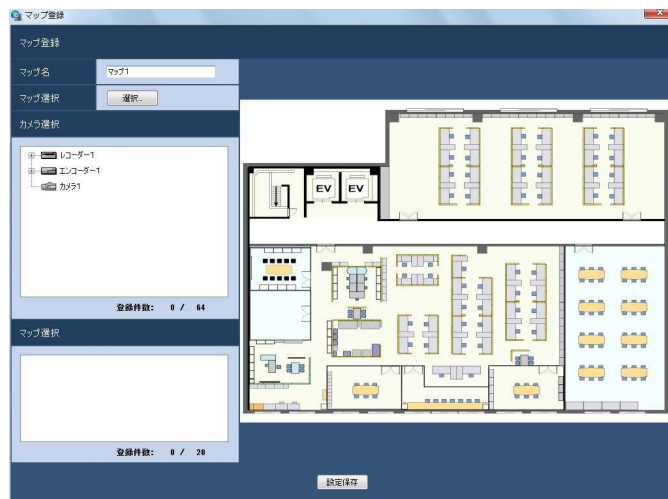 マップ登録
マップ登録
マップ名
マップ1
マップ選択
選択...
カメラ選択
レコーダー1
エンコーダー1
カメラ1
登録件数: 0 / 64
マップ選択
登録件数: 0 / 20
EV EV
設定保存